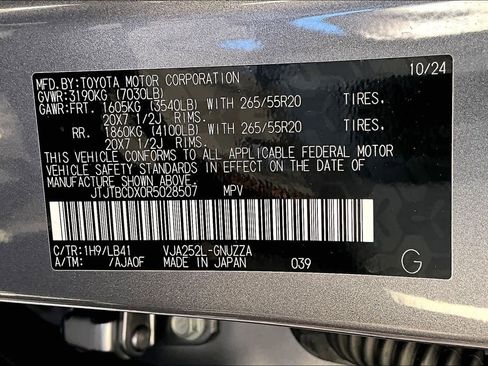 MFD.BY:TOYOTA MOTOR CORPORATION 10/24
GVWR:3190KG (7030LB)
GAWR:FRT. 1605KG (3540LB) WITH 265/55R20 TIRES,
20X7 1/2J RIMS.
RR. 1860KG (4100LB) WITH 265/55R20 TIRES,
20X7 1/2J RIMS.
THIS VEHICLE CONFORMS TO ALL APPLICABLE FEDERAL MOTOR
VEHICLE SAFETY STANDARDS IN EFFECT ON THE DATE OF
MANUFACTURE SHOWN ABOVE.
JTJTBCDX0R5028507 MPV
C/TR:1H9/LB41 VJA252L-GNUZZA
A/TM: /AJA0F MADE IN JAPAN 039 G